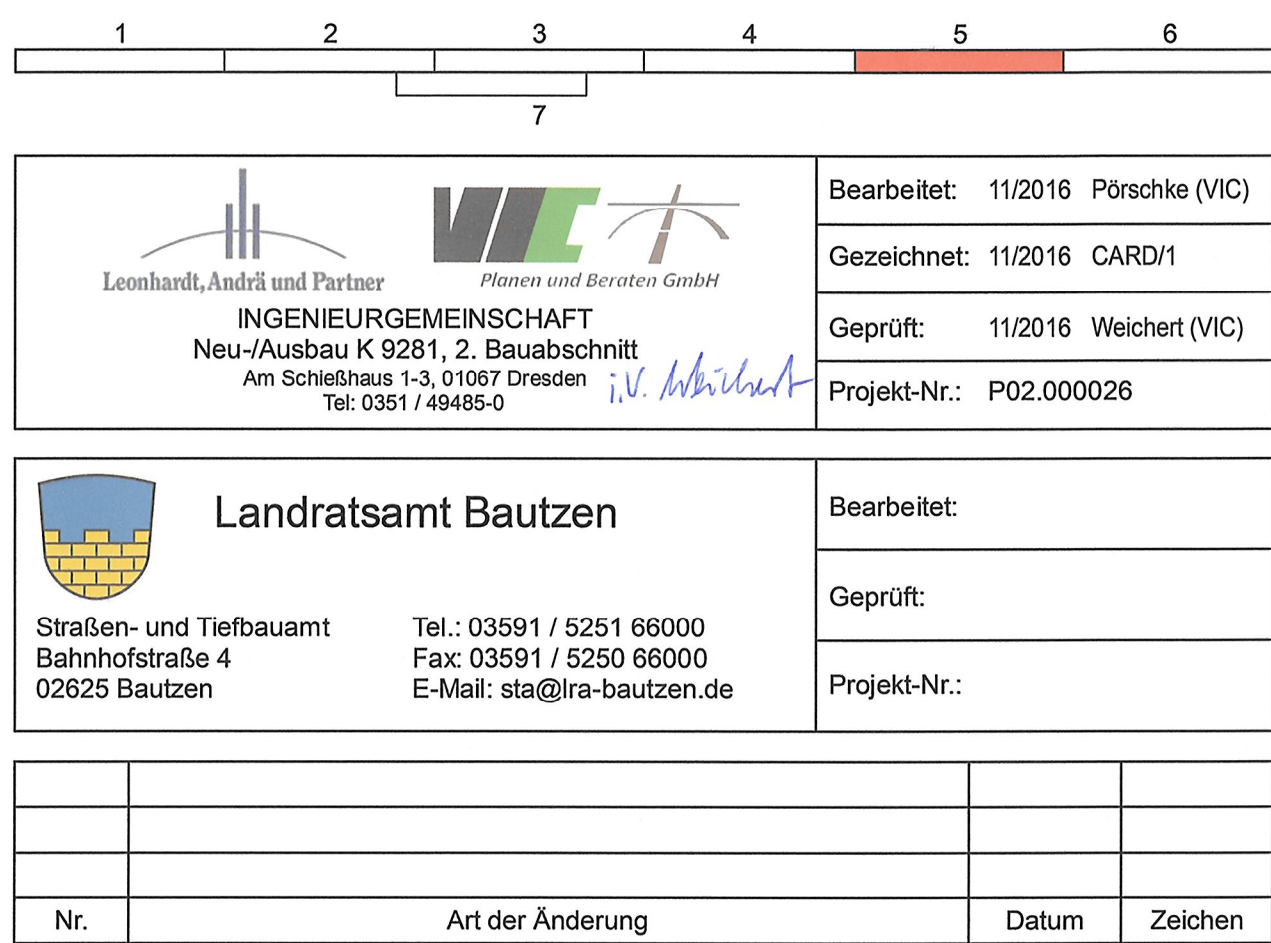 1 2 3 4 5 6
7
Leonhardt, Andrä und Partner
VIC
Planen und Beraten GmbH
INGENIEURGEMEINSCHAFT
Neu-/Ausbau K 9281, 2. Bauabschnitt
Am Schießhaus 1-3, 01067 Dresden
Tel: 0351 / 49485-0
i.V. Weichert
Bearbeitet: 11/2016 Pörschke (VIC)
Gezeichnet: 11/2016 CARD/1
Geprüft: 11/2016 Weichert (VIC)
Projekt-Nr.: P02.000026
Landratsamt Bautzen
Straßen- und Tiefbauamt
Bahnhofstraße 4
02625 Bautzen
Tel.: 03591 / 5251 66000
Fax: 03591 / 5250 66000
E-Mail: sta@lra-bautzen.de
Bearbeitet:
Geprüft:
Projekt-Nr.:
Nr. Art der Änderung Datum Zeichen